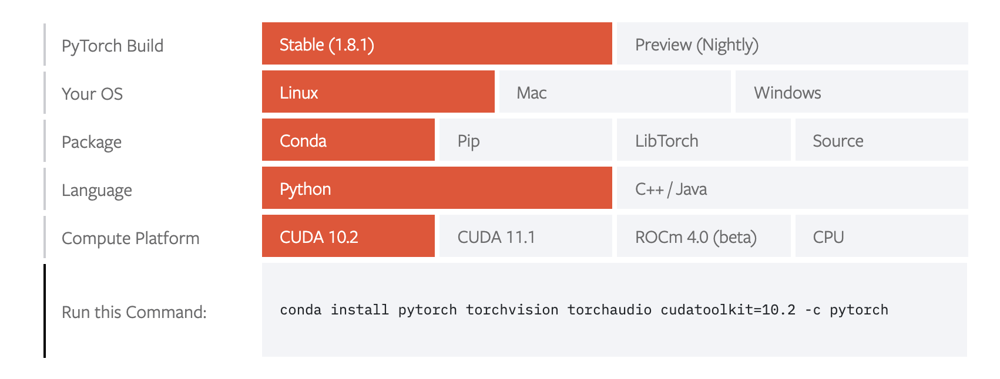 PyTorch Build Stable (1.8.1) Preview (Nightly)
Your OS Linux Mac Windows
Package Conda Pip LibTorch Source
Language Python C++ / Java
Compute Platform CUDA 10.2 CUDA 11.1 ROCm 4.0 (beta) CPU
Run this Command: conda install pytorch torchvision torchaudio cudatoolkit=10.2 -c pytorch